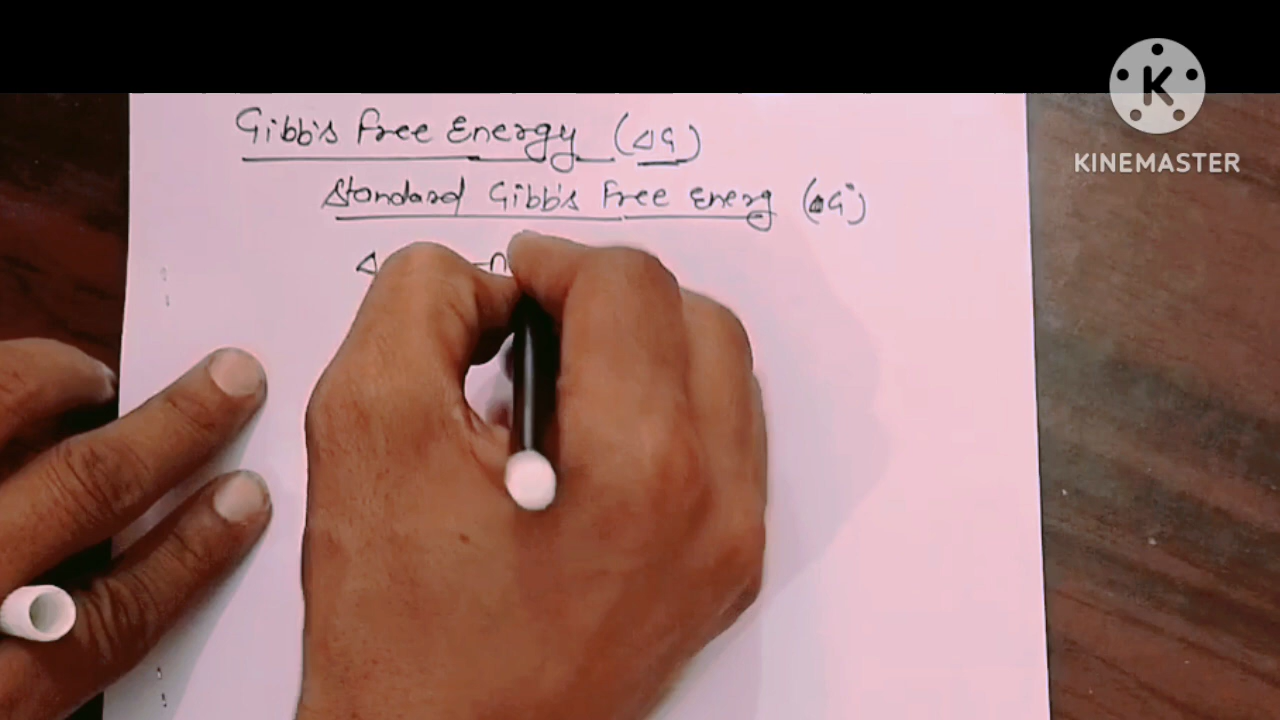 Gibb's Free Energy (ΔG)
Standard Gibb's Free Energ (ΔG°)
Δ -n
K
KINEMASTER